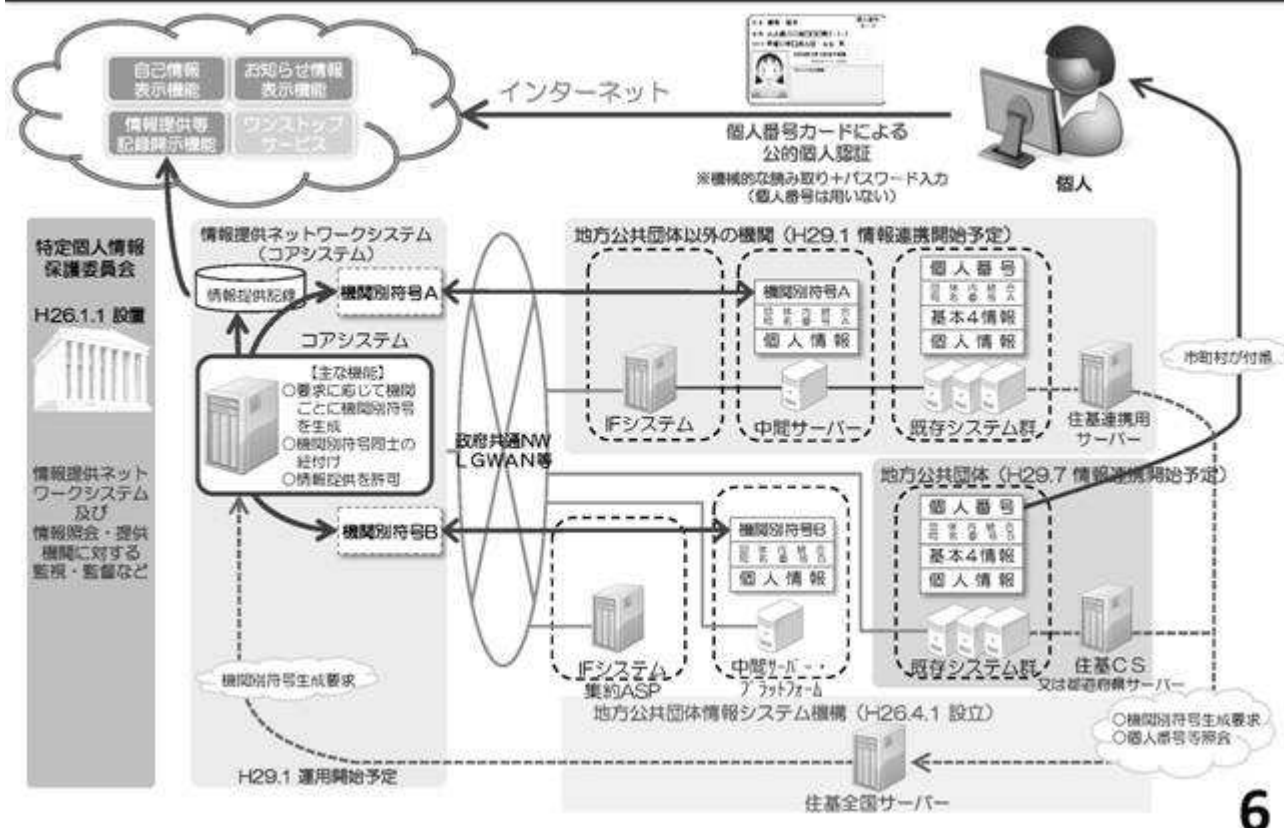 自己情報
表示機能
お知らせ情報
表示機能
情報提供等
記録開示機能
ワンストップ
サービス
インターネット
個人番号カードによる
公的個人認証
※機械的な読み取り+パスワード入力
(個人番号は用いない)
個人
特定個人情報
保護委員会
H26.1.1 設置
情報提供ネット
ワークシステム
及び
情報照会・提供
機関に対する
監視・監督など
情報提供ネットワークシステム
(コアシステム)
情報提供記録
機関別符号A
コアシステム
【主な機能】
○要求に応じて機関
ごとに機関別符号
を生成
○機関別符号同士の
紐付け
○情報提供を許可
機関別符号B
機関別符号生成要求
H29.1 運用開始予定
政府共通NW
LGWAN等
地方公共団体以外の機関(H29.1 情報連携開始予定)
IFシステム
機関別符号A
個人情報
中間サーバー
個人番号
基本4情報
個人情報
既存システム群
住基連携用
サーバー
市町村が付番
地方公共団体(H29.7 情報連携開始予定)
IFシステム
集約ASP
機関別符号B
個人情報
中間サーバー・
プラットフォーム
個人番号
基本4情報
個人情報
既存システム群
住基CS
又は都道府県サーバー
地方公共団体情報システム機構(H26.4.1 設立)
○機関別符号生成要求
○個人番号等照会
住基全国サーバー
6